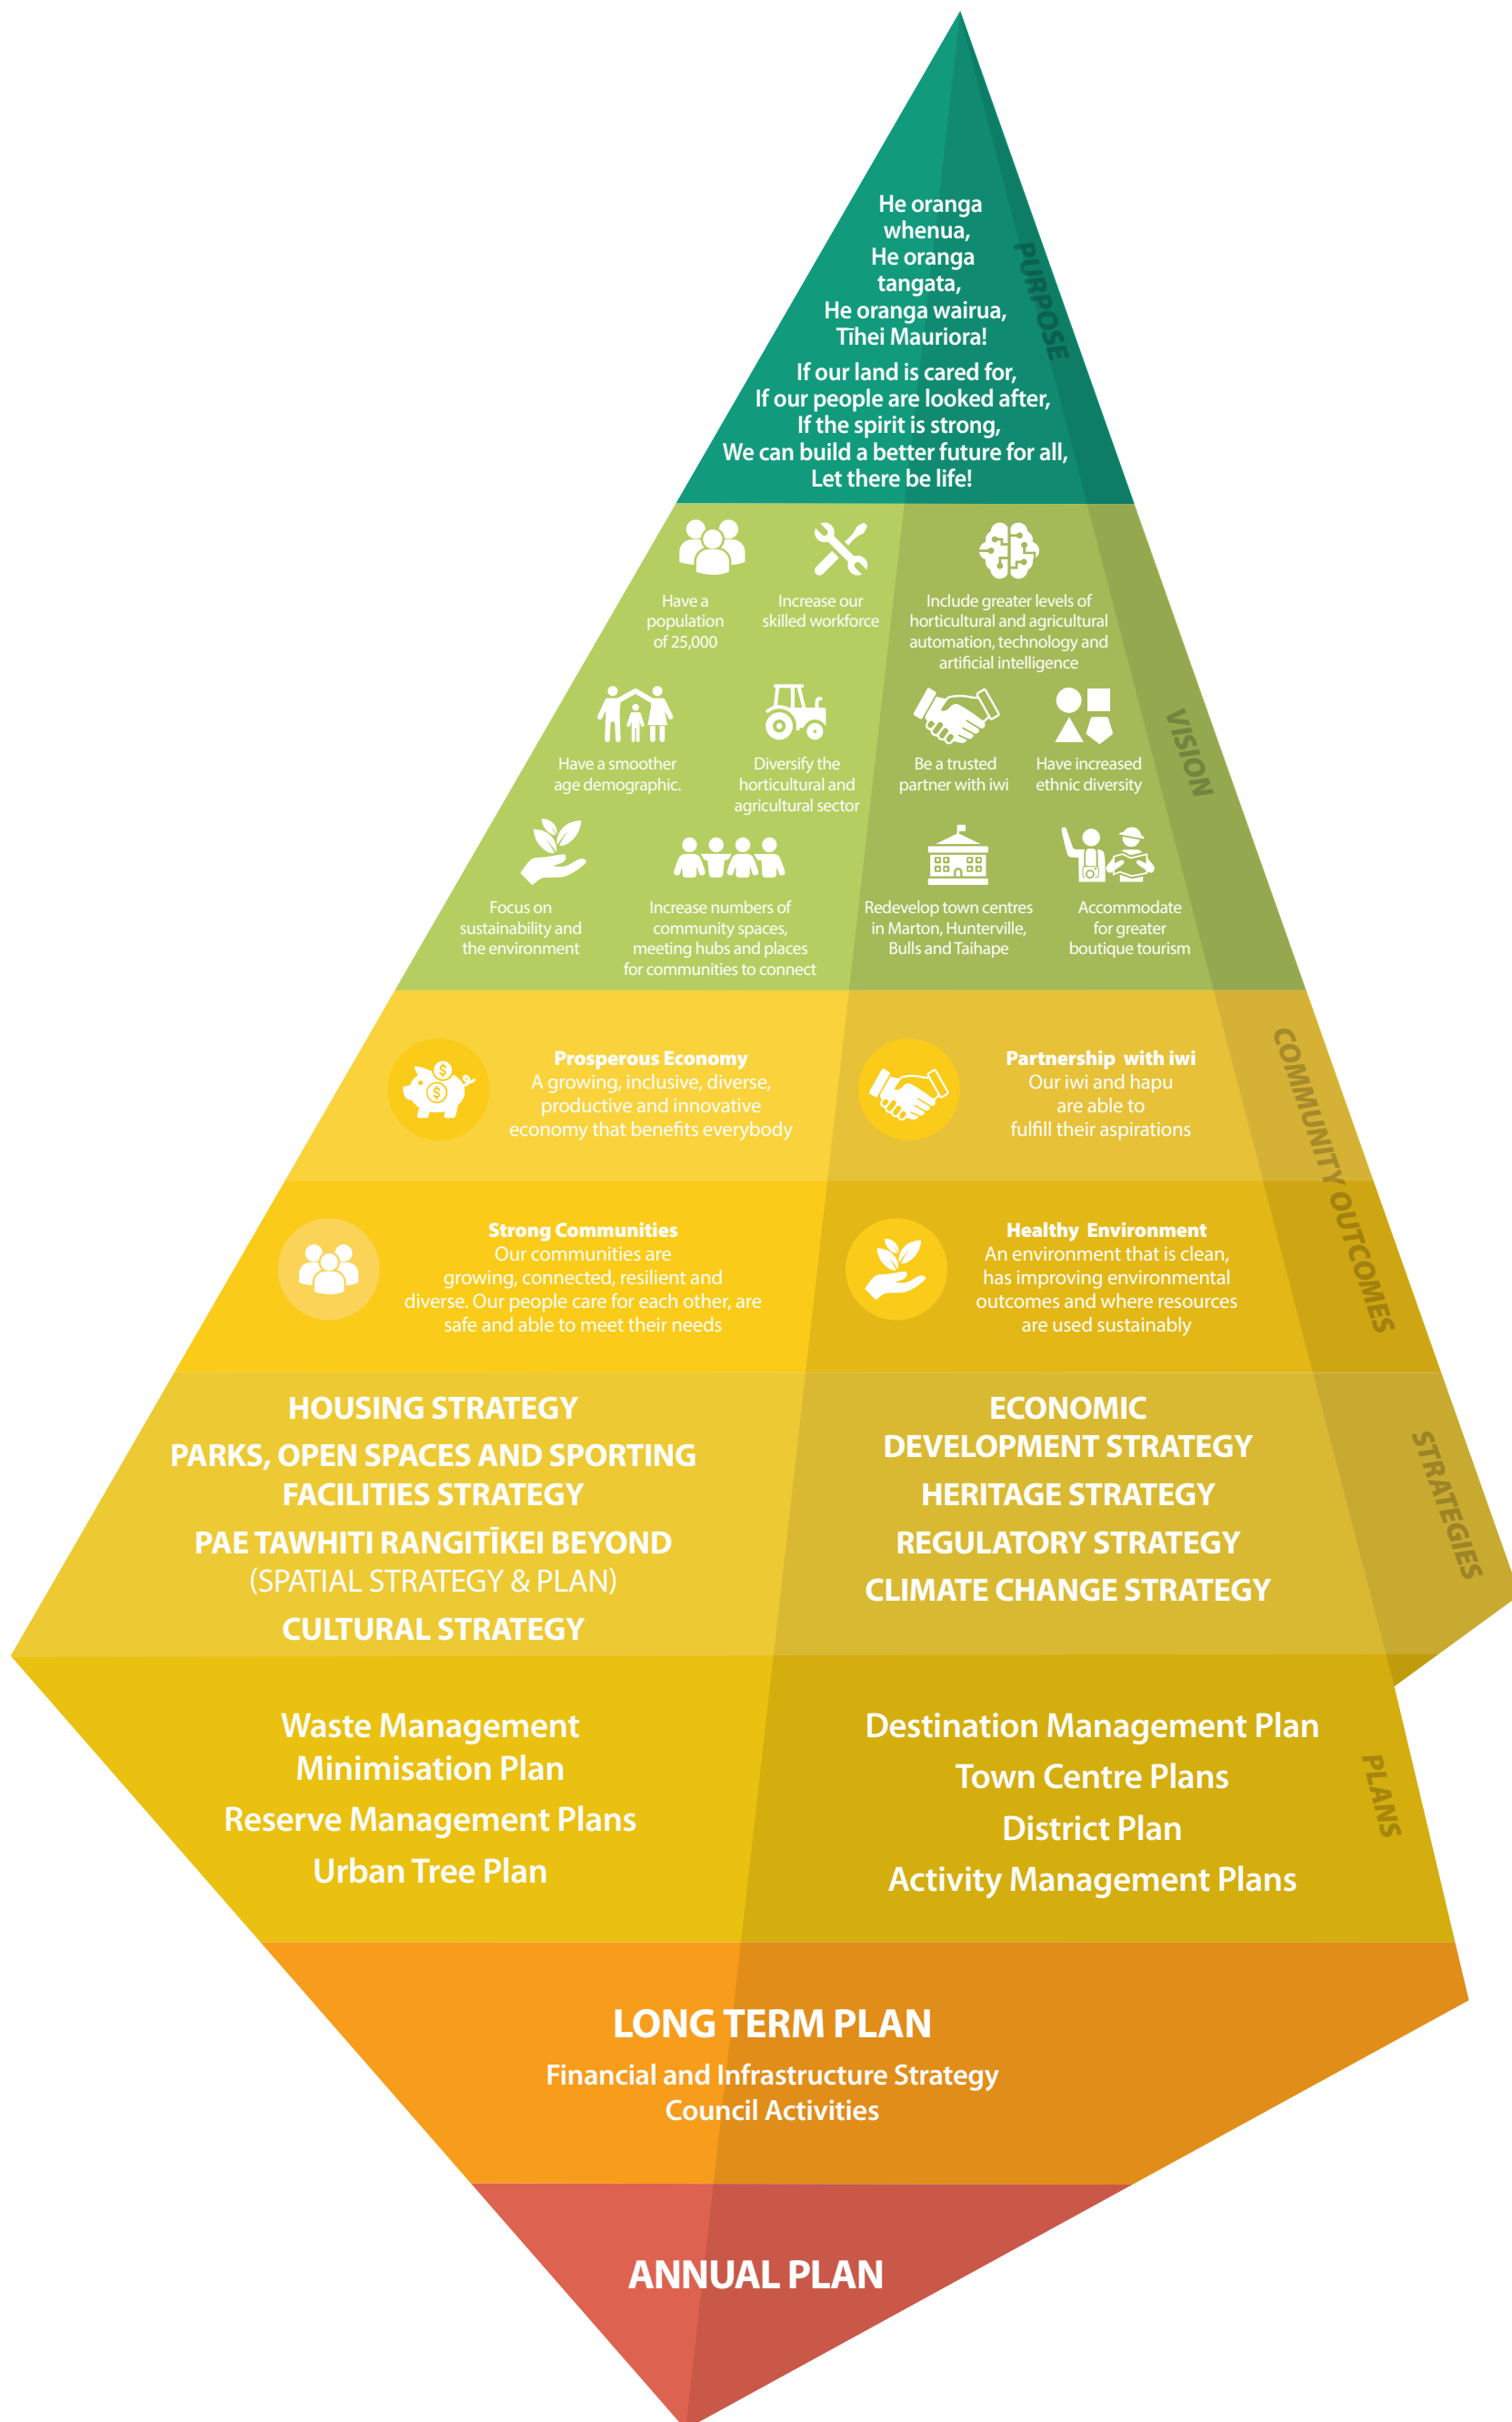 He oranga
whenua,
He oranga
tangata,
He oranga wairua,
Tīhei Mauriora!
If our land is cared for,
If our people are looked after,
If the spirit is strong,
We can build a better future for all,
Let there be life!
PURPOSE
Have a
population
of 25,000
Increase our
skilled workforce
Include greater levels of
horticultural and agricultural
automation, technology and
artificial intelligence
Have a smoother
age demographic.
Diversify the
horticultural and
agricultural sector
Be a trusted
partner with iwi
Have increased
ethnic diversity
Focus on
sustainability and
the environment
Increase numbers of
community spaces,
meeting hubs and places
for communities to connect
Redevelop town centres
in Marton, Hunterville,
Bulls and Taihape
Accommodate
for greater
boutique tourism
VISION
Prosperous Economy
A growing, inclusive, diverse,
productive and innovative
economy that benefits everybody
Partnership with iwi
Our iwi and hapu
are able to
fulfill their aspirations
Strong Communities
Our communities are
growing, connected, resilient and
diverse. Our people care for each other, are
safe and able to meet their needs
Healthy Environment
An environment that is clean,
has improving environmental
outcomes and where resources
are used sustainably
COMMUNITY OUTCOMES
HOUSING STRATEGY
PARKS, OPEN SPACES AND SPORTING
FACILITIES STRATEGY
PAE TAWHITI RANGITĪKEI BEYOND
(SPATIAL STRATEGY & PLAN)
CULTURAL STRATEGY
ECONOMIC
DEVELOPMENT STRATEGY
HERITAGE STRATEGY
REGULATORY STRATEGY
CLIMATE CHANGE STRATEGY
STRATEGIES
Waste Management
Minimisation Plan
Reserve Management Plans
Urban Tree Plan
Destination Management Plan
Town Centre Plans
District Plan
Activity Management Plans
PLANS
LONG TERM PLAN
Financial and Infrastructure Strategy
Council Activities
ANNUAL PLAN